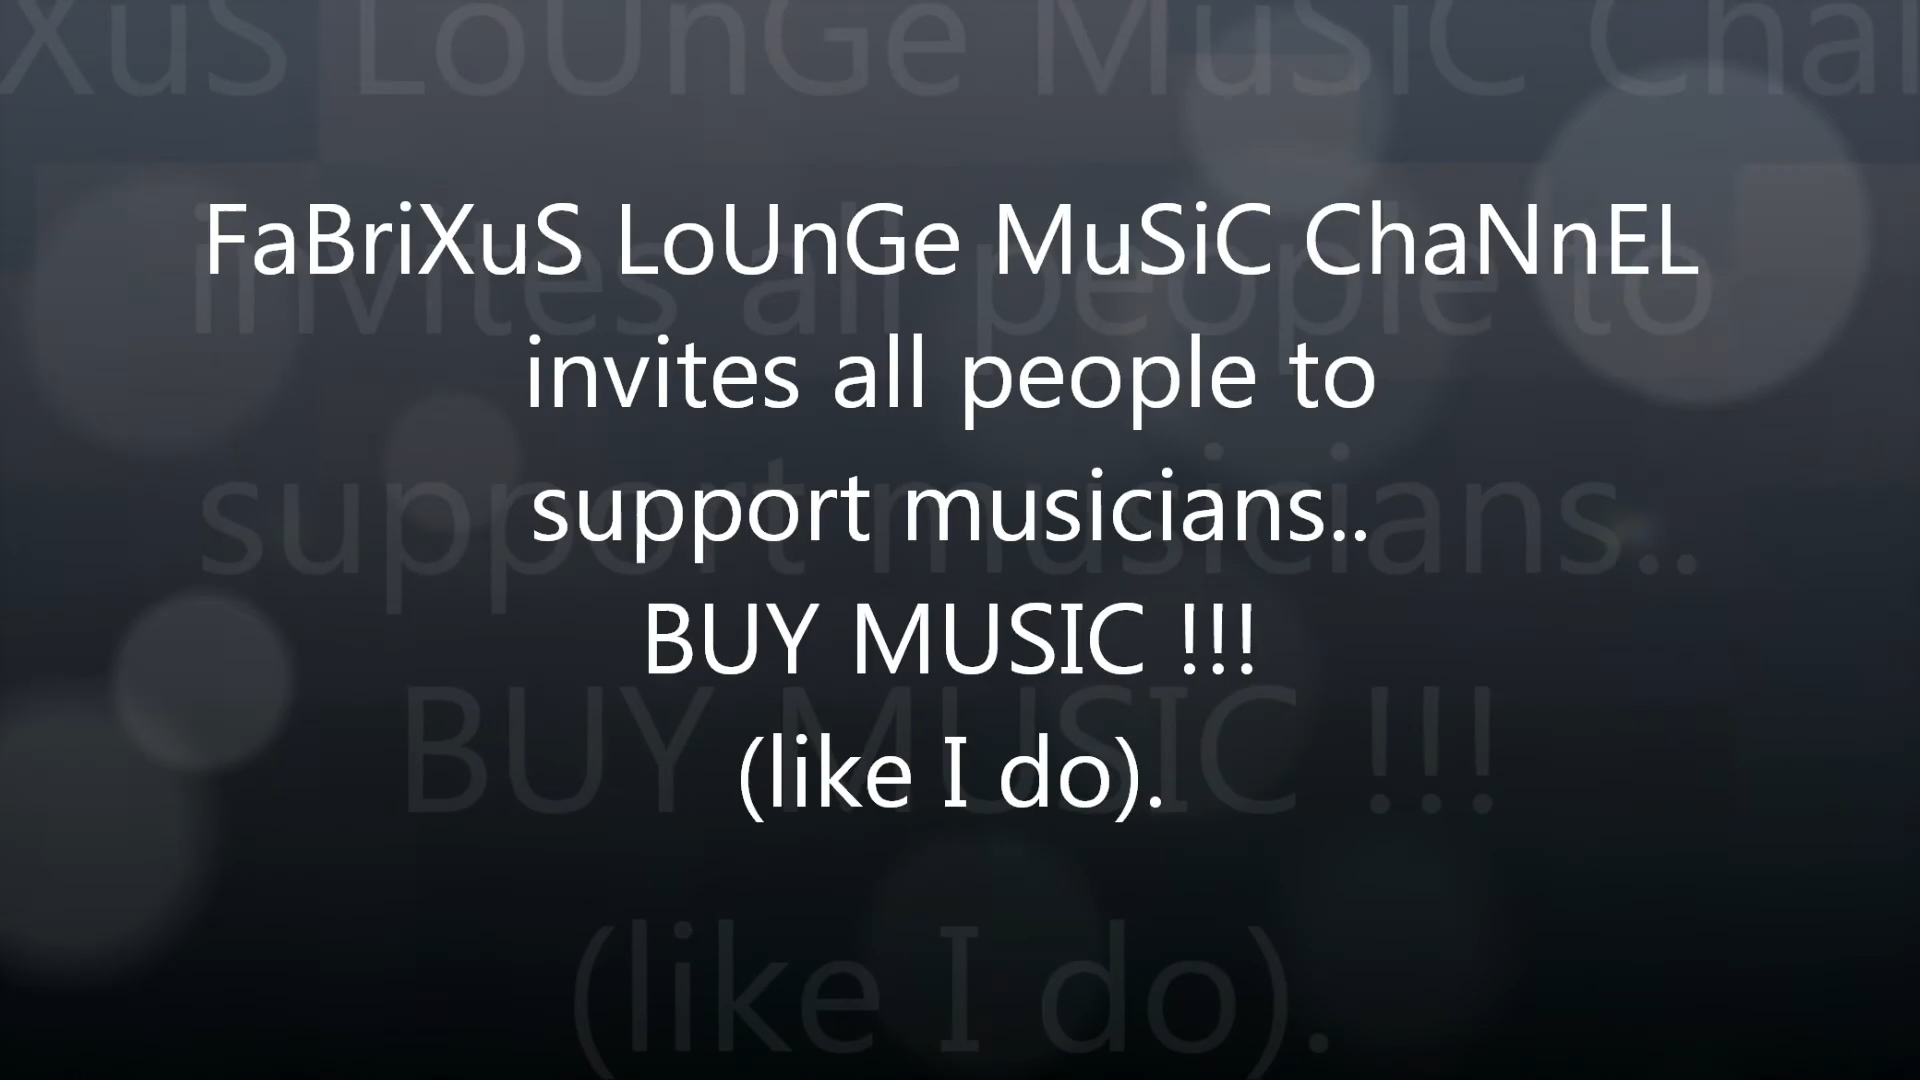 FaBriXuS LoUnGe MuSiC ChaNnEL
invites all people to
support musicians..
BUY MUSIC !!!
(like I do).